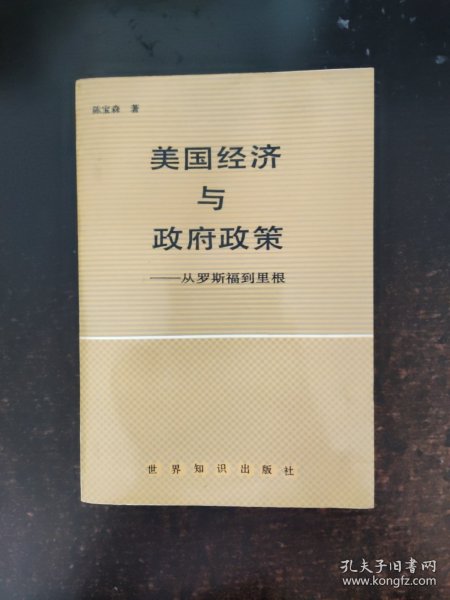 陈宝森 著
美国经济
与
政府政策
——从罗斯福到里根
世界知识出版社
孔夫子旧书网
www.kongfz.com